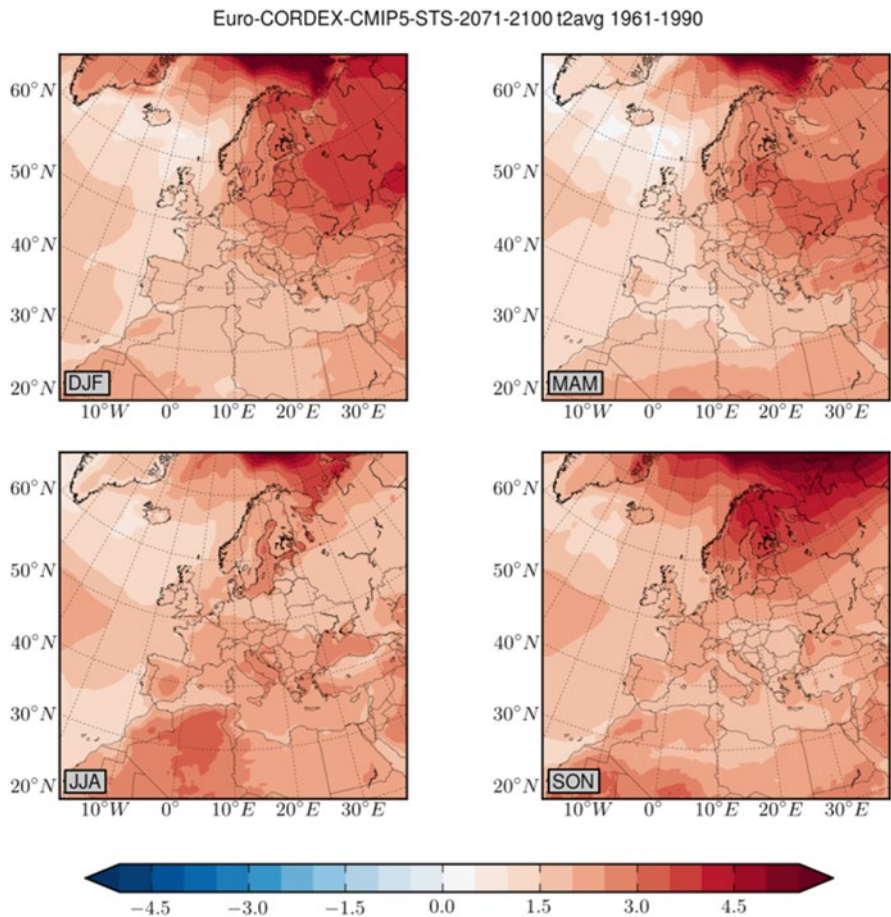 Euro-CORDEX-CMIP5-STS-2071-2100 t2avg 1961-1990
60°N
50°N
40°N
30°N
20°N
DJF
10°W 0° 10°E 20°E 30°E
60°N
50°N
40°N
30°N
20°N
MAM
10°W 0° 10°E 20°E 30°E
60°N
50°N
40°N
30°N
20°N
JJA
10°W 0° 10°E 20°E 30°E
60°N
50°N
40°N
30°N
20°N
SON
10°W 0° 10°E 20°E 30°E
−4.5 −3.0 −1.5 0.0 1.5 3.0 4.5